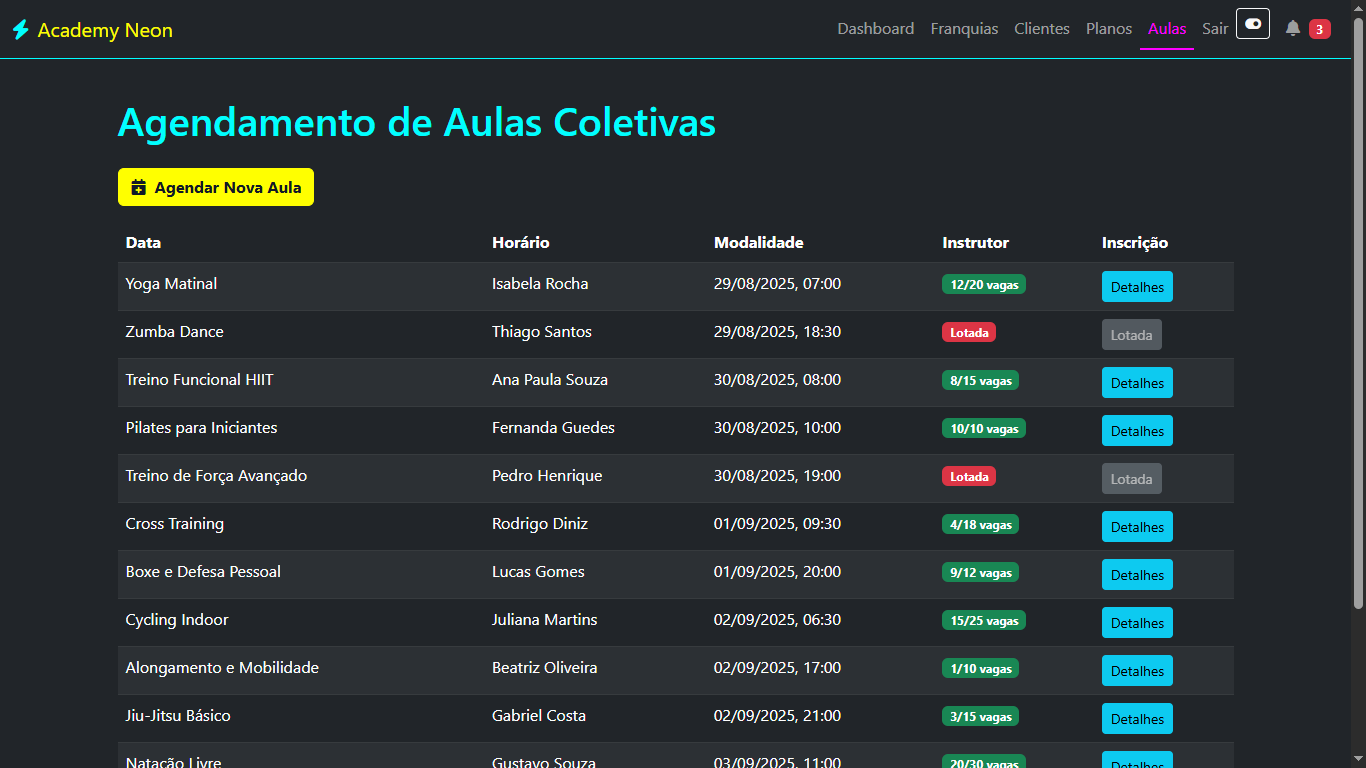 Academy Neon Dashboard Franquias Clientes Planos Aulas Sair 3
Agendamento de Aulas Coletivas
Agendar Nova Aula
Data Horário Modalidade Instrutor Inscrição
Yoga Matinal Isabela Rocha 29/08/2025, 07:00 12/20 vagas Detalhes
Zumba Dance Thiago Santos 29/08/2025, 18:30 Lotada Lotada
Treino Funcional HIIT Ana Paula Souza 30/08/2025, 08:00 8/15 vagas Detalhes
Pilates para Iniciantes Fernanda Guedes 30/08/2025, 10:00 10/10 vagas Detalhes
Treino de Força Avançado Pedro Henrique 30/08/2025, 19:00 Lotada Lotada
Cross Training Rodrigo Diniz 01/09/2025, 09:30 4/18 vagas Detalhes
Boxe e Defesa Pessoal Lucas Gomes 01/09/2025, 20:00 9/12 vagas Detalhes
Cycling Indoor Juliana Martins 02/09/2025, 06:30 15/25 vagas Detalhes
Alongamento e Mobilidade Beatriz Oliveira 02/09/2025, 17:00 1/10 vagas Detalhes
Jiu-Jitsu Básico Gabriel Costa 02/09/2025, 21:00 3/15 vagas Detalhes
Natação Livre Gustavo Souza 03/09/2025, 11:00 20/30 vagas Detalhes